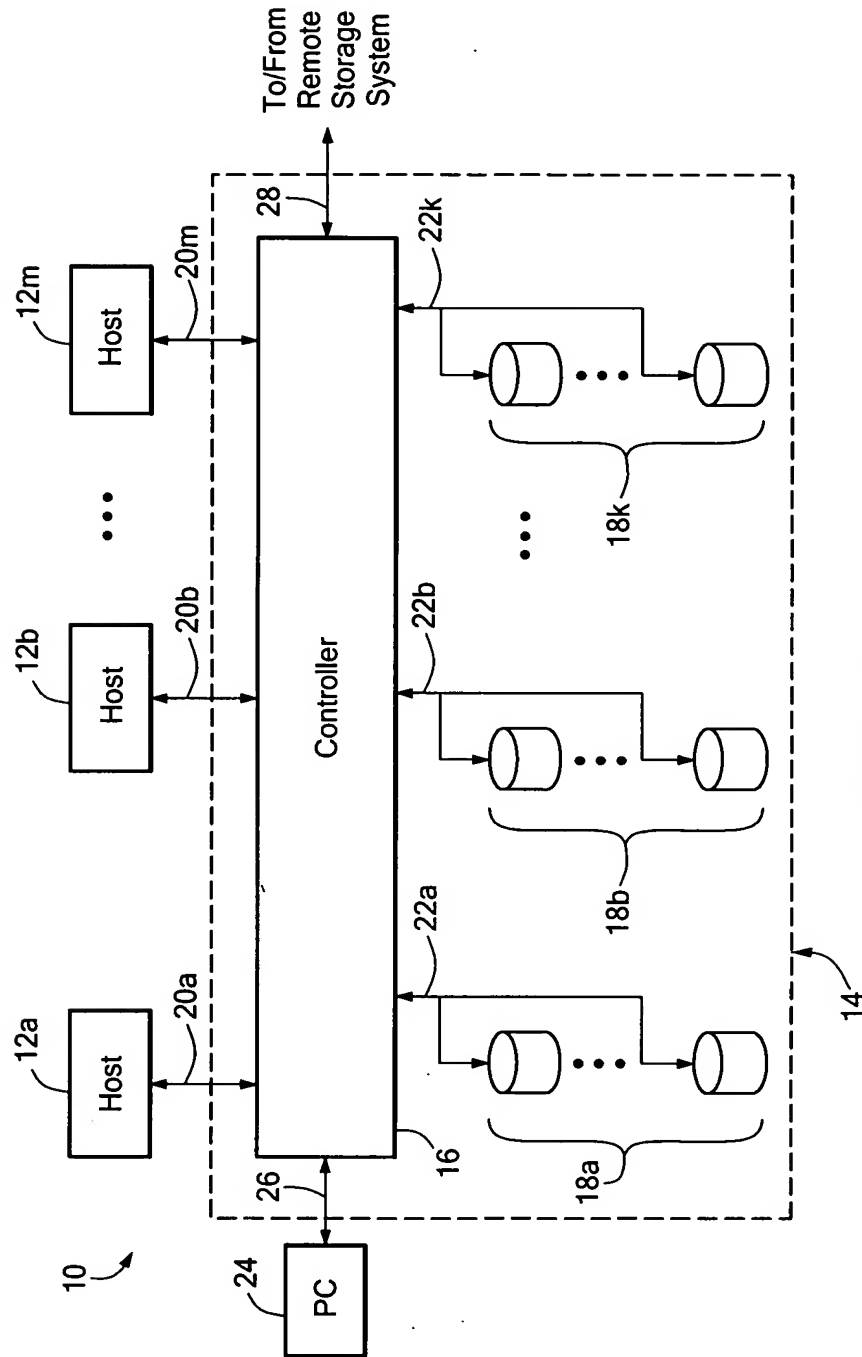 12a
12b
12m
Host
Host
Host
20a
20b
20m
10
24
PC
26
Controller
28
To/From
Remote
Storage
System
16
22a
22b
22k
18a
18b
18k
14